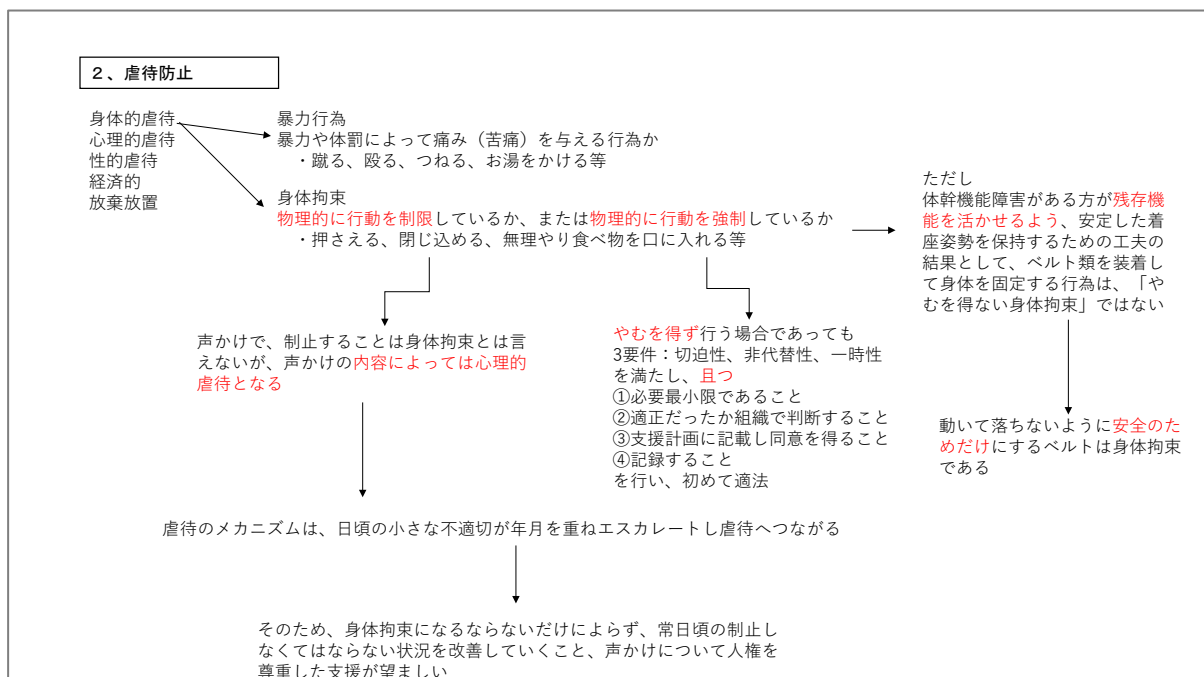 ２、虐待防止
身体的虐待
心理的虐待
性的虐待
経済的
放棄放置
暴力行為
暴力や体罰によって痛み（苦痛）を与える行為か
・蹴る、殴る、つねる、お湯をかける等
身体拘束
物理的に行動を制限しているか、または物理的に行動を強制しているか
・押さえる、閉じ込める、無理やり食べ物を口に入れる等
ただし
体幹機能障害がある方が残存機
能を活かせるよう、安定した着
座姿勢を保持するための工夫の
結果として、ベルト類を装着し
て身体を固定する行為は、「や
むを得ない身体拘束」ではない
声かけで、制止することは身体拘束とは言
えないが、声かけの内容によっては心理的
虐待となる
やむを得ず行う場合であっても
3要件：切迫性、非代替性、一時性
を満たし、且つ
①必要最小限であること
②適正だったか組織で判断すること
③支援計画に記載し同意を得ること
④記録すること
を行い、初めて適法
動いて落ちないように安全のた
めだけにするベルトは身体拘束
である
虐待のメカニズムは、日頃の小さな不適切が年月を重ねエスカレートし虐待へつながる
そのため、身体拘束になるならないだけによらず、常日頃の制止し
なくてはならない状況を改善していくこと、声かけについて人権を
尊重した支援が望ましい